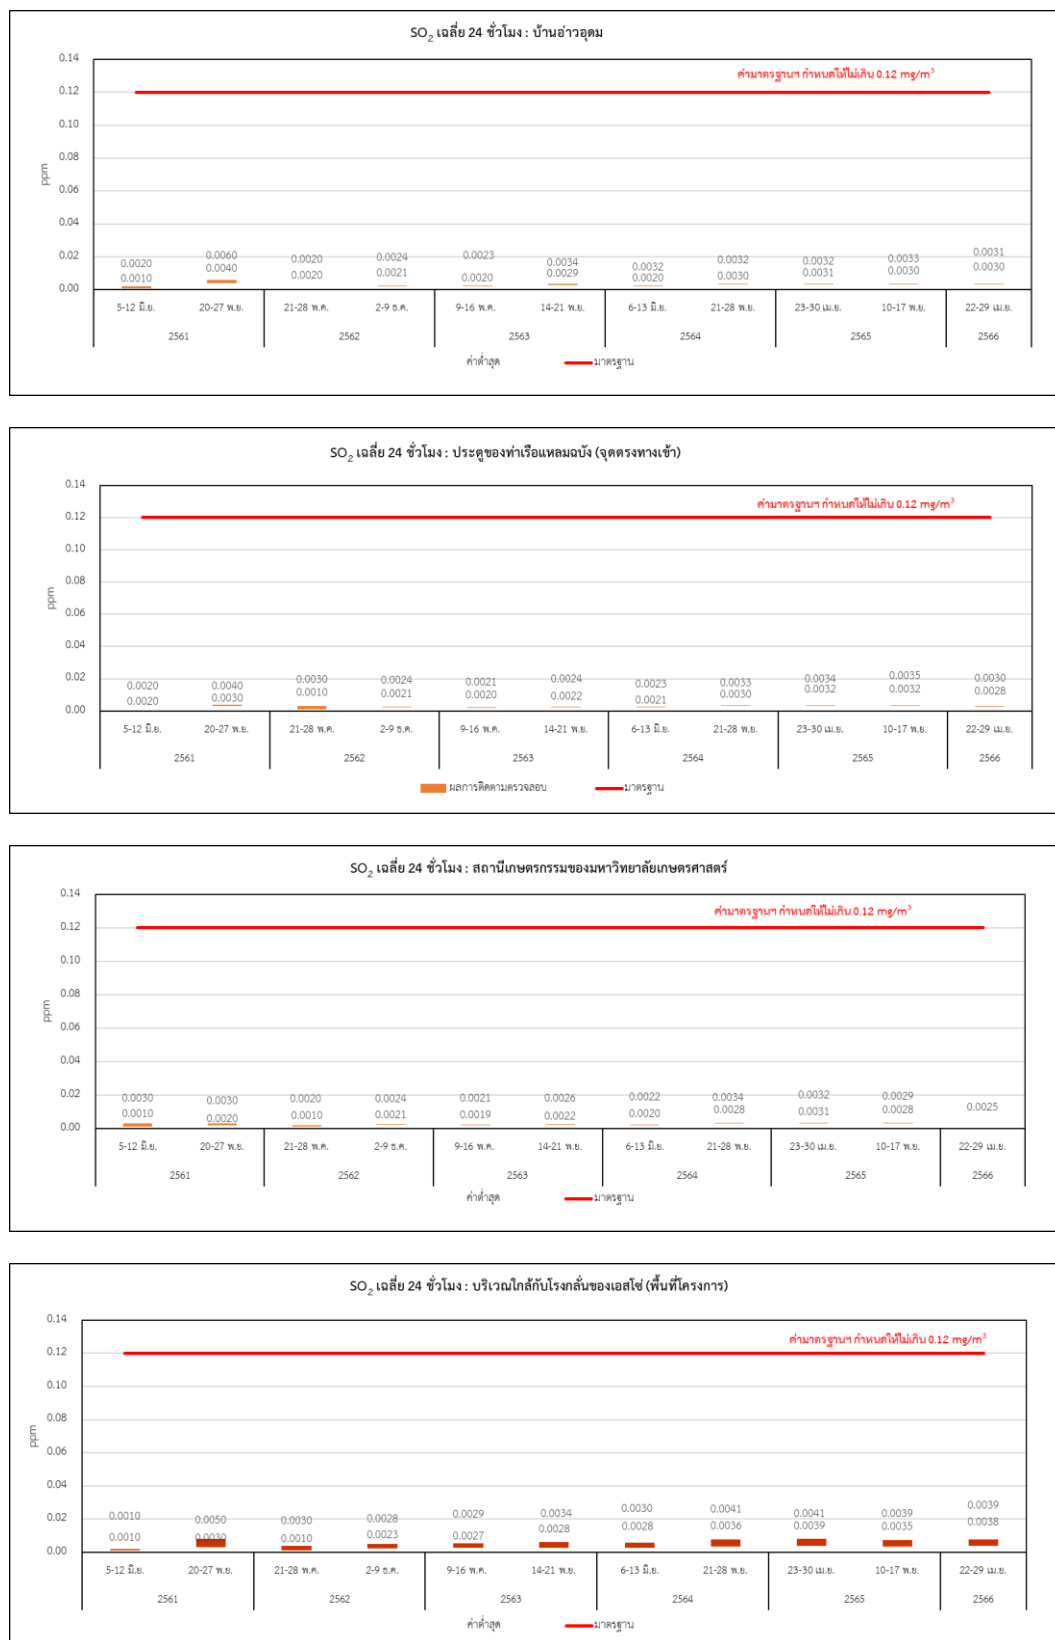 SO2 เฉลี่ย 24 ชั่วโมง : บ้านอ่าวอุดม
ค่ามาตรฐานฯ กำหนดให้ไม่เกิน 0.12 mg/m3
0.14
0.12
0.10
0.08
0.06
0.04
0.02
0.00
ppm
0.0020 0.0060 0.0020 0.0024 0.0023 0.0034 0.0032 0.0032 0.0032 0.0033 0.0031
0.0010 0.0040 0.0020 0.0021 0.0020 0.0029 0.0020 0.0030 0.0031 0.0030 0.0030
5-12 มิ.ย. 20-27 พ.ย. 21-28 พ.ค. 2-9 ธ.ค. 9-16 พ.ค. 14-21 พ.ย. 6-13 มิ.ย. 21-28 พ.ย. 23-30 เม.ย. 10-17 พ.ย. 22-29 เม.ย.
2561 2562 2563 2564 2565 2566
ค่าต่ำสุด มาตรฐาน
SO2 เฉลี่ย 24 ชั่วโมง : ประตูของท่าเรือแหลมฉบัง (จุดตรงทางเข้า)
ค่ามาตรฐานฯ กำหนดให้ไม่เกิน 0.12 mg/m3
0.14
0.12
0.10
0.08
0.06
0.04
0.02
0.00
ppm
0.0020 0.0040 0.0030 0.0024 0.0021 0.0024 0.0023 0.0033 0.0034 0.0035 0.0030
0.0020 0.0030 0.0010 0.0021 0.0020 0.0022 0.0021 0.0030 0.0032 0.0032 0.0028
5-12 มิ.ย. 20-27 พ.ย. 21-28 พ.ค. 2-9 ธ.ค. 9-16 พ.ค. 14-21 พ.ย. 6-13 มิ.ย. 21-28 พ.ย. 23-30 เม.ย. 10-17 พ.ย. 22-29 เม.ย.
2561 2562 2563 2564 2565 2566
ผลการติดตามตรวจสอบ มาตรฐาน
SO2 เฉลี่ย 24 ชั่วโมง : สถานีเกษตรกรรมของมหาวิทยาลัยเกษตรศาสตร์
ค่ามาตรฐานฯ กำหนดให้ไม่เกิน 0.12 mg/m3
0.14
0.12
0.10
0.08
0.06
0.04
0.02
0.00
ppm
0.0030 0.0030 0.0020 0.0024 0.0021 0.0026 0.0022 0.0034 0.0032 0.0029
0.0010 0.0020 0.0010 0.0021 0.0019 0.0022 0.0020 0.0028 0.0031 0.0028 0.0025
5-12 มิ.ย. 20-27 พ.ย. 21-28 พ.ค. 2-9 ธ.ค. 9-16 พ.ค. 14-21 พ.ย. 6-13 มิ.ย. 21-28 พ.ย. 23-30 เม.ย. 10-17 พ.ย. 22-29 เม.ย.
2561 2562 2563 2564 2565 2566
ค่าต่ำสุด มาตรฐาน
SO2 เฉลี่ย 24 ชั่วโมง : บริเวณใกล้กับโรงกลั่นของเอสโซ่ (พื้นที่โครงการ)
ค่ามาตรฐานฯ กำหนดให้ไม่เกิน 0.12 mg/m3
0.14
0.12
0.10
0.08
0.06
0.04
0.02
0.00
ppm
0.0010 0.0050 0.0030 0.0028 0.0029 0.0034 0.0030 0.0041 0.0041 0.0039 0.0039
0.0010 0.0030 0.0010 0.0023 0.0027 0.0028 0.0028 0.0036 0.0039 0.0035 0.0038
5-12 มิ.ย. 20-27 พ.ย. 21-28 พ.ค. 2-9 ธ.ค. 9-16 พ.ค. 14-21 พ.ย. 6-13 มิ.ย. 21-28 พ.ย. 23-30 เม.ย. 10-17 พ.ย. 22-29 เม.ย.
2561 2562 2563 2564 2565 2566
ค่าต่ำสุด มาตรฐาน